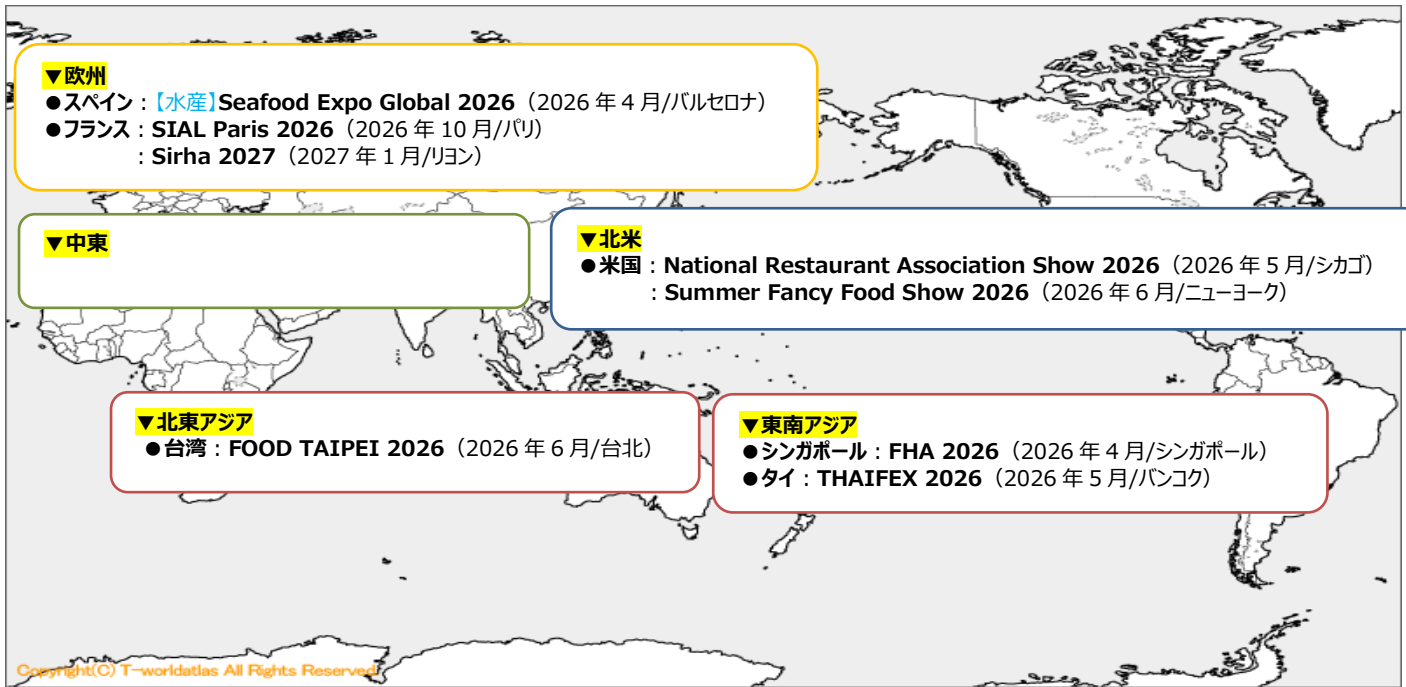 ▼欧州
●スペイン：【水産】Seafood Expo Global 2026（2026 年 4 月/バルセロナ）
●フランス：SIAL Paris 2026（2026 年 10 月/パリ）
：Sirha 2027（2027 年 1 月/リヨン）
▼中東
▼北米
●米国：National Restaurant Association Show 2026（2026 年 5 月/シカゴ）
：Summer Fancy Food Show 2026（2026 年 6 月/ニューヨーク）
▼北東アジア
●台湾：FOOD TAIPEI 2026（2026 年 6 月/台北）
▼東南アジア
●シンガポール：FHA 2026（2026 年 4 月/シンガポール）
●タイ：THAIFEX 2026（2026 年 5 月/バンコク）
Copyright(C) T-worldatlas All Rights Reserved